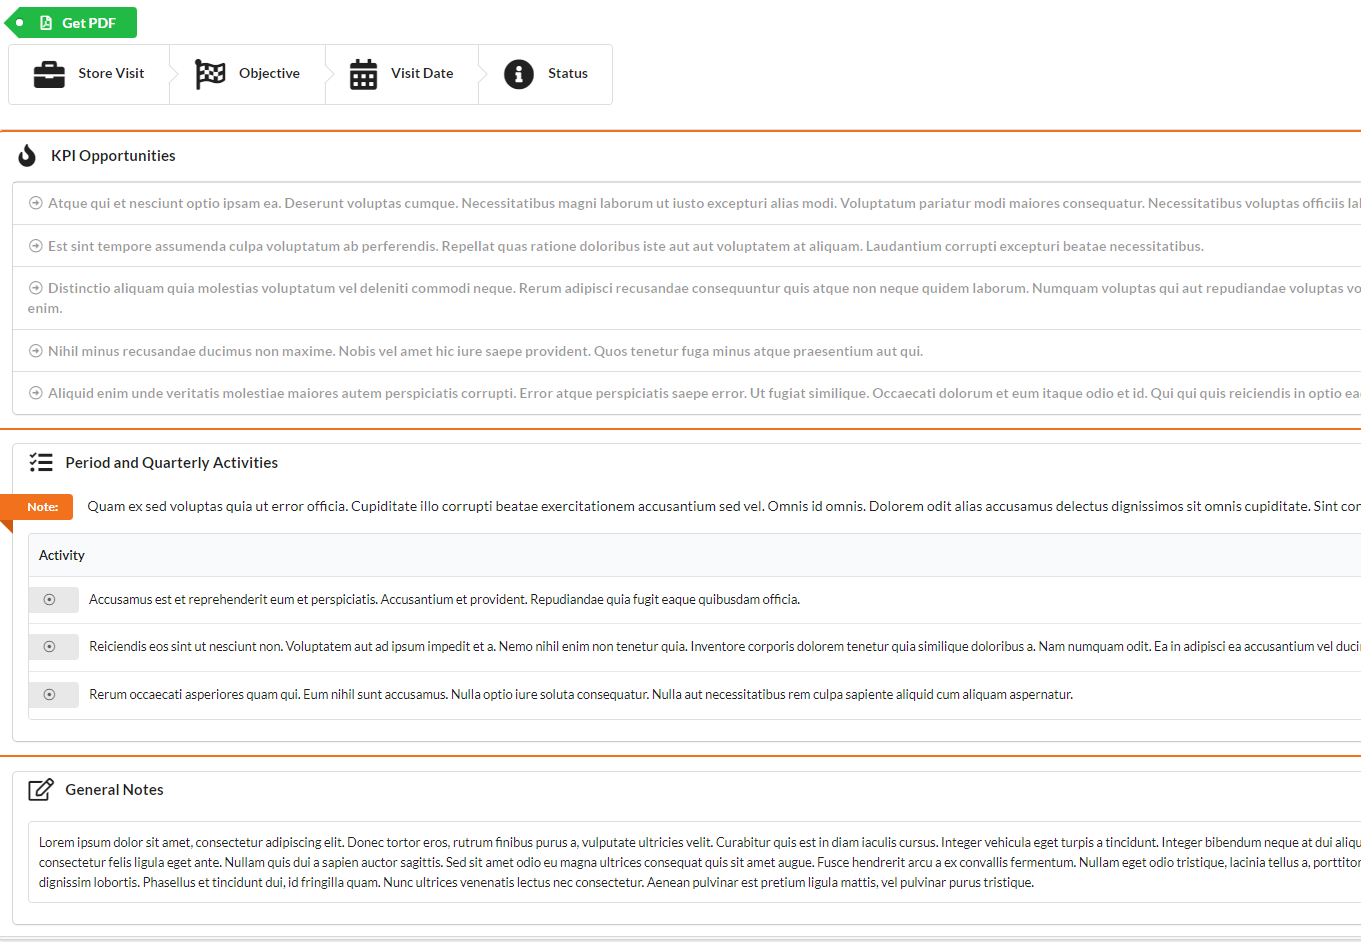 Get PDF
Store Visit
Objective
Visit Date
Status
KPI Opportunities
Atque qui et nesciunt optio ipsam ea. Deserunt voluptas cumque. Necessitatibus magni laborum ut iusto excepturi alias modi. Voluptatum pariatur modi maiores consequatur. Necessitatibus voluptas officiis
Est sint tempore assumenda culpa voluptatum ab perferendis. Repellat quas ratione doloribus iste aut aut voluptatem at aliquam. Laudantium corrupti excepturi beatae necessitatibus.
Distinctio aliquam quia molestias voluptatum vel deleniti commodi neque. Rerum adipisci recusandae consequuntur quis atque non neque quidem laborum. Numquam voluptas qui aut repudiandae voluptas
enim.
Nihil minus recusandae ducimus non maxime. Nobis vel amet hic iure saepe provident. Quos tenetur fuga minus atque praesentium aut qui.
Aliquid enim unde veritatis molestiae maiores autem perspiciatis corrupti. Error atque perspiciatis saepe error. Ut fugiat similique. Occaecati dolorum et eum itaque odio et id. Qui qui quis reiciendis in optio
Period and Quarterly Activities
Note: Quam ex sed voluptas quia ut error officia. Cupiditate illo corrupti beatae exercitationem accusantium sed vel. Omnis id omnis. Dolorem odit alias accusamus delectus dignissimos sit omnis cupiditate. Sint
Activity
Accusamus est et reprehenderit eum et perspiciatis. Accusantium et provident. Repudiandae quia fugit eaque quibusdam officia.
Reiciendis eos sint ut nesciunt non. Voluptatem aut ad ipsum impedit et a. Nemo nihil enim non tenetur quia. Inventore corporis dolorem tenetur quia similique doloribus a. Nam numquam odit. Ea in adipisci ea accusantium vel
Rerum occaecati asperiores quam qui. Eum nihil sunt accusamus. Nulla optio iure soluta consequatur. Nulla aut necessitatibus rem culpa sapiente aliquid cum aliquam aspernatur.
General Notes
Lorem ipsum dolor sit amet, consectetur adipiscing elit. Donec tortor eros, rutrum finibus purus a, vulputate ultricies velit. Curabitur quis est in diam iaculis cursus. Integer vehicula eget turpis a tincidunt. Integer bibendum neque at dui
consectetur felis ligula eget ante. Nullam quis dui a sapien auctor sagittis. Sed sit amet odio eu magna ultrices consequat quis sit amet augue. Fusce hendrerit arcu a ex convallis fermentum. Nullam eget odio tristique, lacinia tellus a,
dignissim lobortis. Phasellus et tincidunt dui, id fringilla quam. Nunc ultrices venenatis lectus nec consectetur. Aenean pulvinar est pretium ligula mattis, vel pulvinar purus tristique.